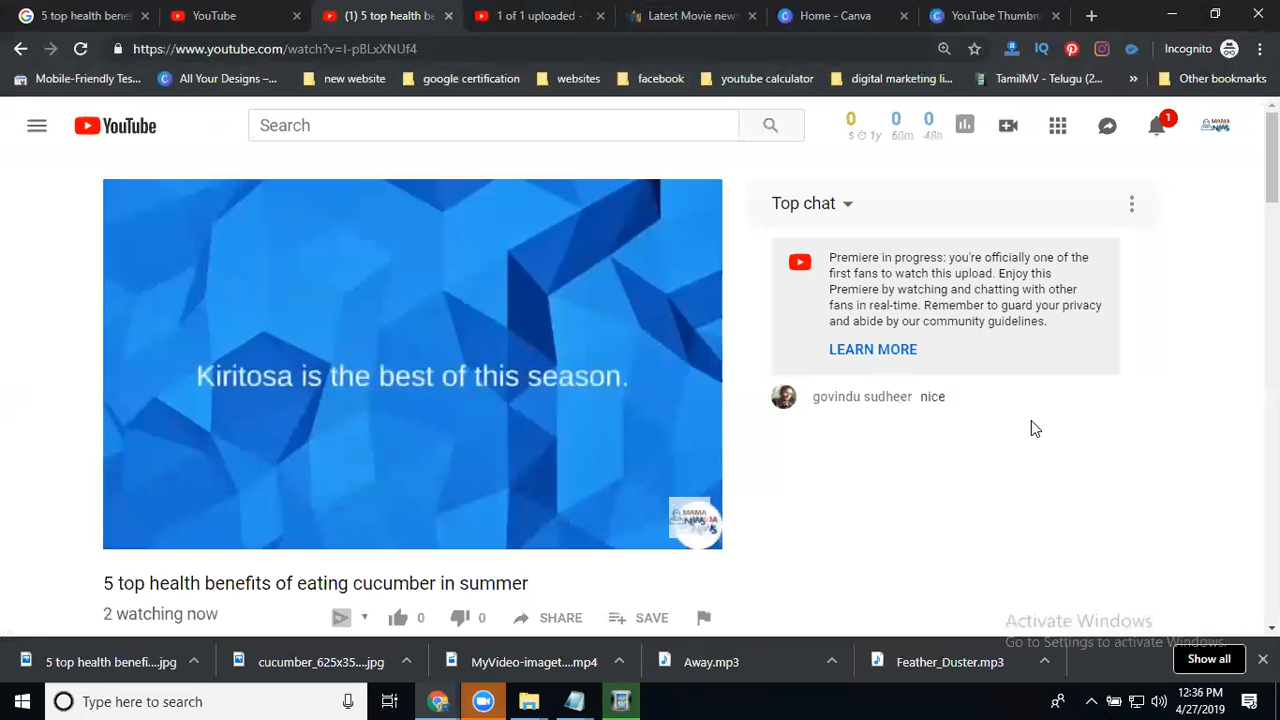 5 top health bene
YouTube
(1) 5 top health be
1 of 1 uploaded -
Latest Movie new
Home - Canva
YouTube Thumbn
https://www.youtube.com/watch?v=I-pBLxXNUf4
Incognito
Mobile-Friendly Tes...
All Your Designs –...
new website
google certification
websites
facebook
youtube calculator
digital marketing li...
TamilMV - Telugu (2...
Other bookmarks
YouTube
Search
0 0 0
$ 1y 60m 48h
1
MAMA NEWS
Top chat
Premiere in progress: you're officially one of the
first fans to watch this upload. Enjoy this
Premiere by watching and chatting with other
fans in real-time. Remember to guard your privacy
and abide by our community guidelines.
LEARN MORE
govindu sudheer nice
Kiritosa is the best of this season.
5 top health benefits of eating cucumber in summer
2 watching now
0
0
SHARE
SAVE
Activate Windows
Go to Settings to activate Windows.
5 top health benefi....jpg
cucumber_625x35....jpg
MyVideo-imaget....mp4
Away.mp3
Feather_Duster.mp3
Show all
Type here to search
12:36 PM
4/27/2019